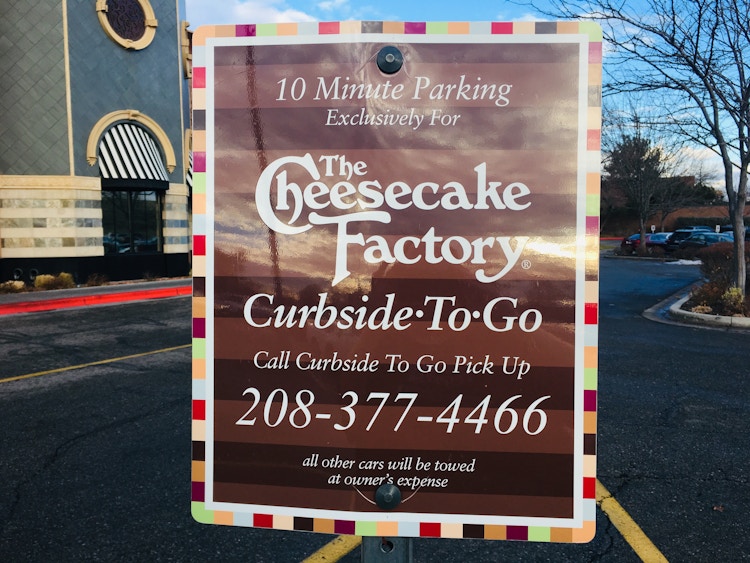 10 Minute Parking
Exclusively For
The
Cheesecake
Factory®
Curbside·To·Go
Call Curbside To Go Pick Up
208-377-4466
all other cars will be towed
at owner's expense